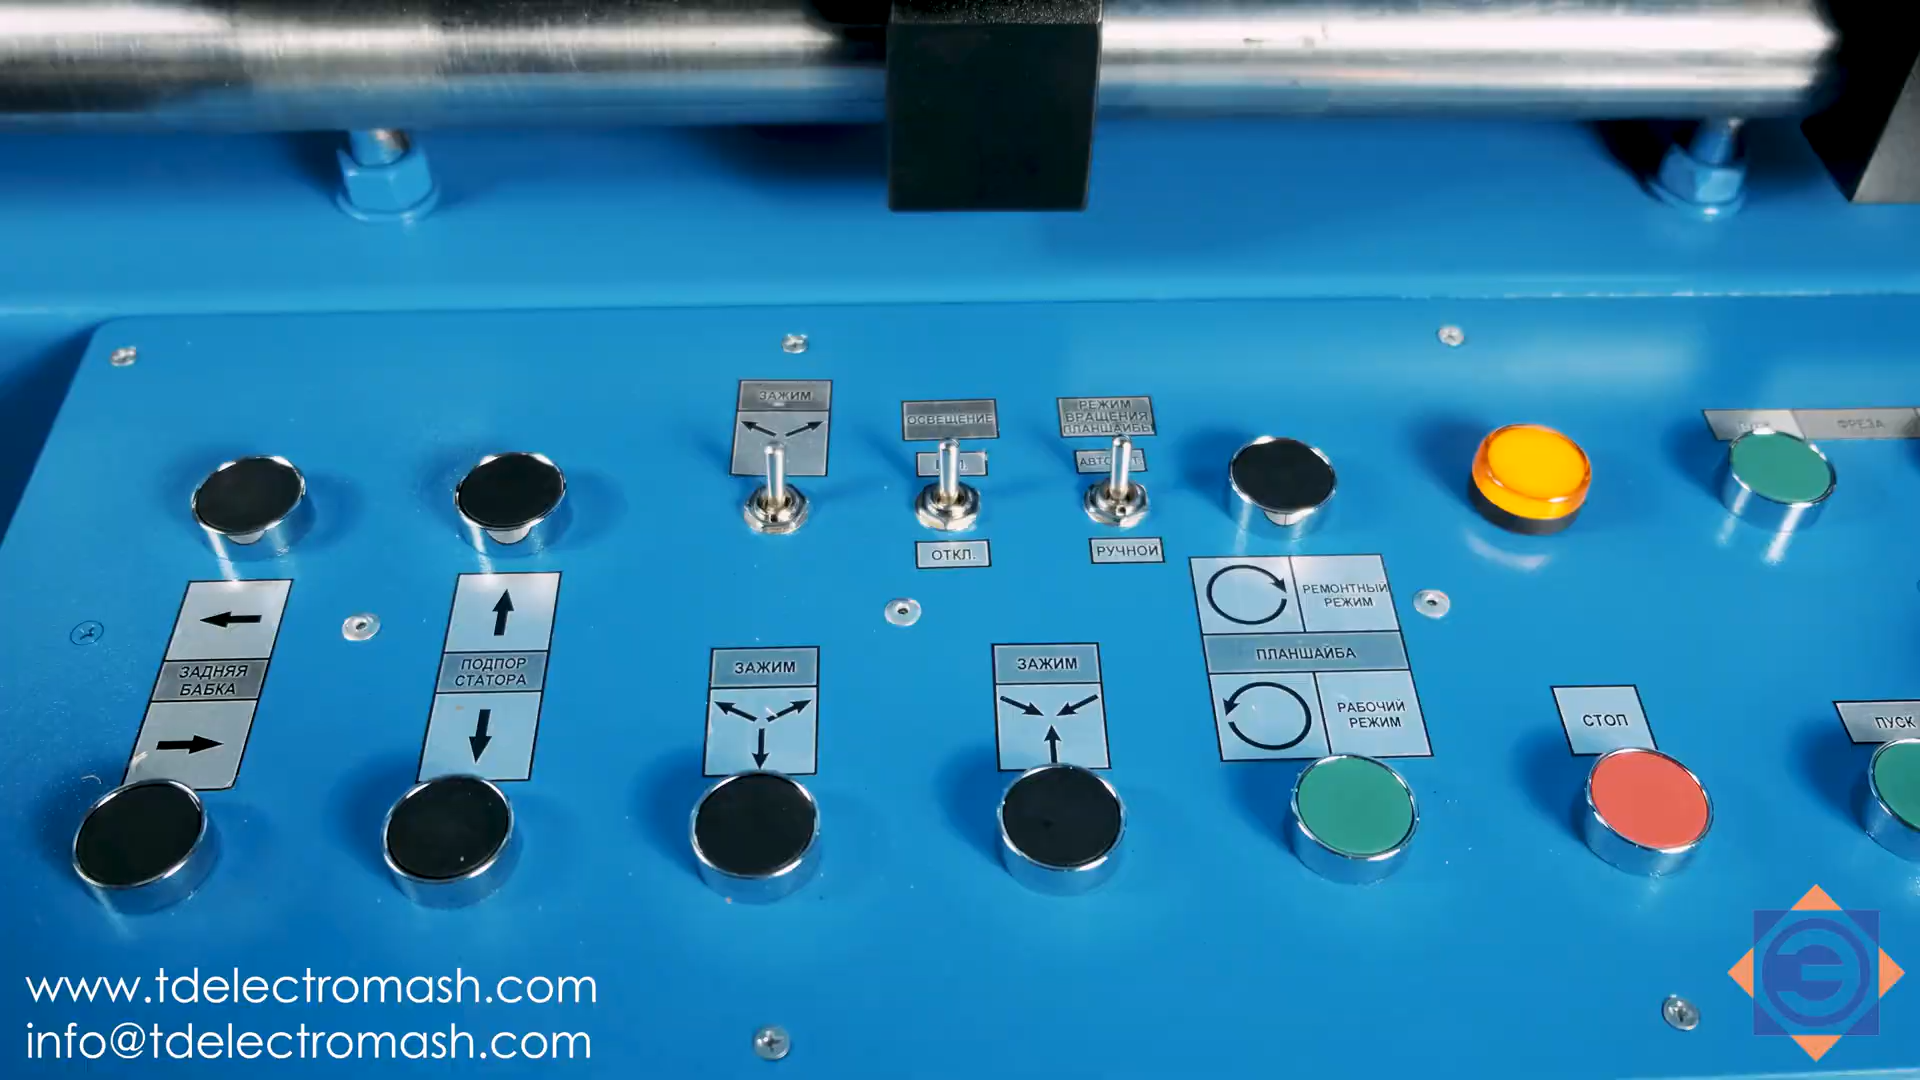 ЗАЖИМ
ОСВЕЩЕНИЕ
ОТКЛ.
РЕЖИМ
ВРАЩЕНИЯ
ПЛАНШАЙБЫ
РУЧНОЙ
ФРЕЗА
ЗАДНЯЯ
БАБКА
ПОДПОР
СТАТОРА
ЗАЖИМ
ЗАЖИМ
РЕМОНТНЫЙ
РЕЖИМ
ПЛАНШАЙБА
РАБОЧИЙ
РЕЖИМ
СТОП
ПУСК
www.tdelectromash.com
info@tdelectromash.com